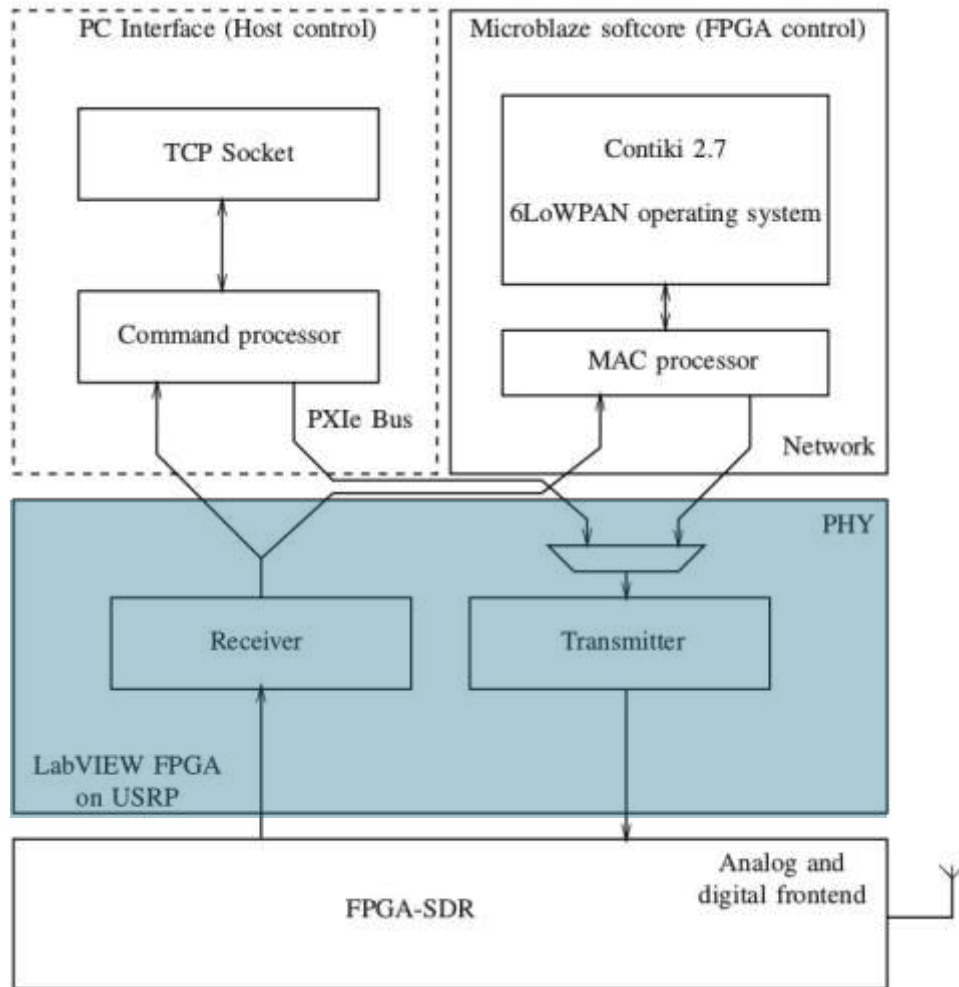 PC Interface (Host control)
Microblaze softcore (FPGA control)
TCP Socket
Contiki 2.7
6LoWPAN operating system
Command processor
MAC processor
PXIe Bus
Network
PHY
Receiver
Transmitter
LabVIEW FPGA
on USRP
Analog and
digital frontend
FPGA-SDR